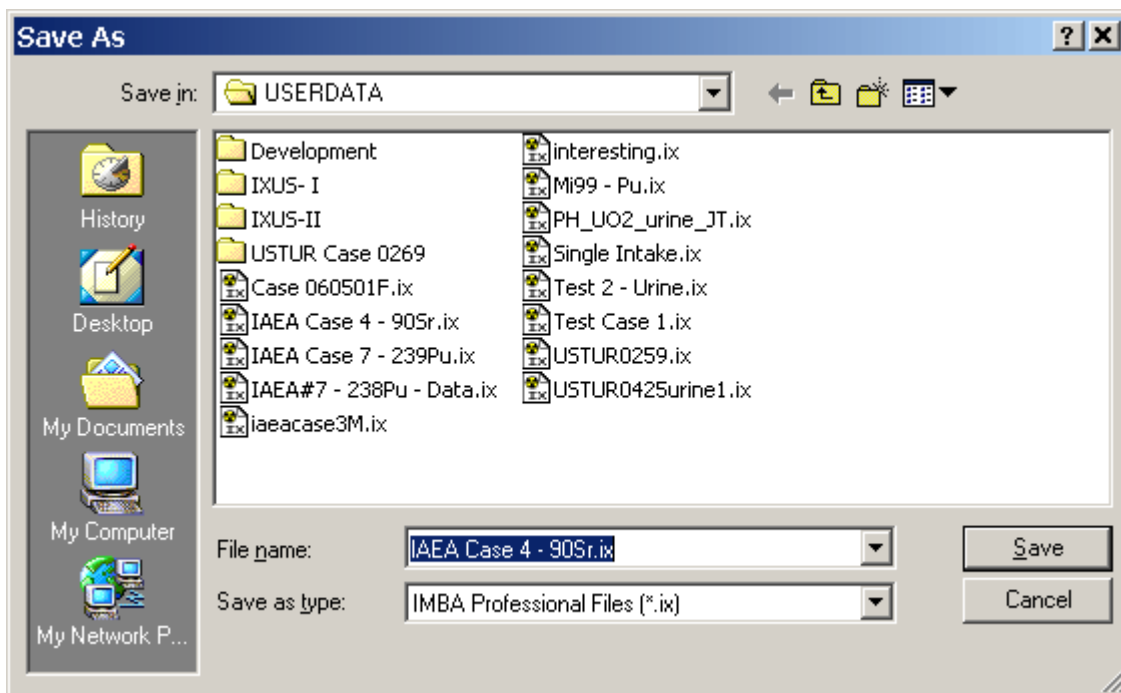 Save As
Save in: USERDATA
History
Desktop
My Documents
My Computer
My Network P...
Development
IXUS- I
IXUS-II
USTUR Case 0269
Case 060501F.ix
IAEA Case 4 - 90Sr.ix
IAEA Case 7 - 239Pu.ix
IAEA#7 - 238Pu - Data.ix
iaeacase3M.ix
interesting.ix
Mi99 - Pu.ix
PH_UO2_urine_JT.ix
Single Intake.ix
Test 2 - Urine.ix
Test Case 1.ix
USTUR0259.ix
USTUR0425urine1.ix
File name: IAEA Case 4 - 90Sr.ix Save
Save as type: IMBA Professional Files (*.ix) Cancel